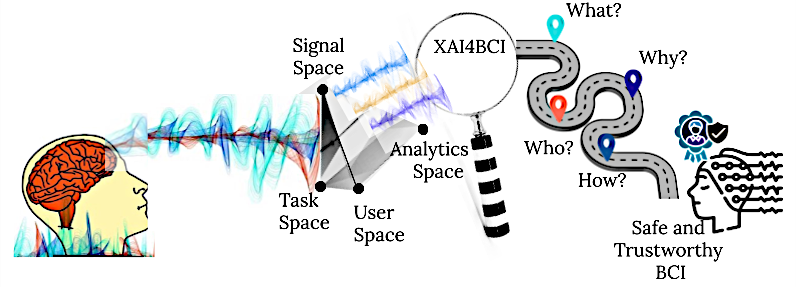 Signal
Space
Task
Space
User
Space
Analytics
Space
XAI4BCI
What?
Why?
Who?
How?
Safe and
Trustworthy
BCI